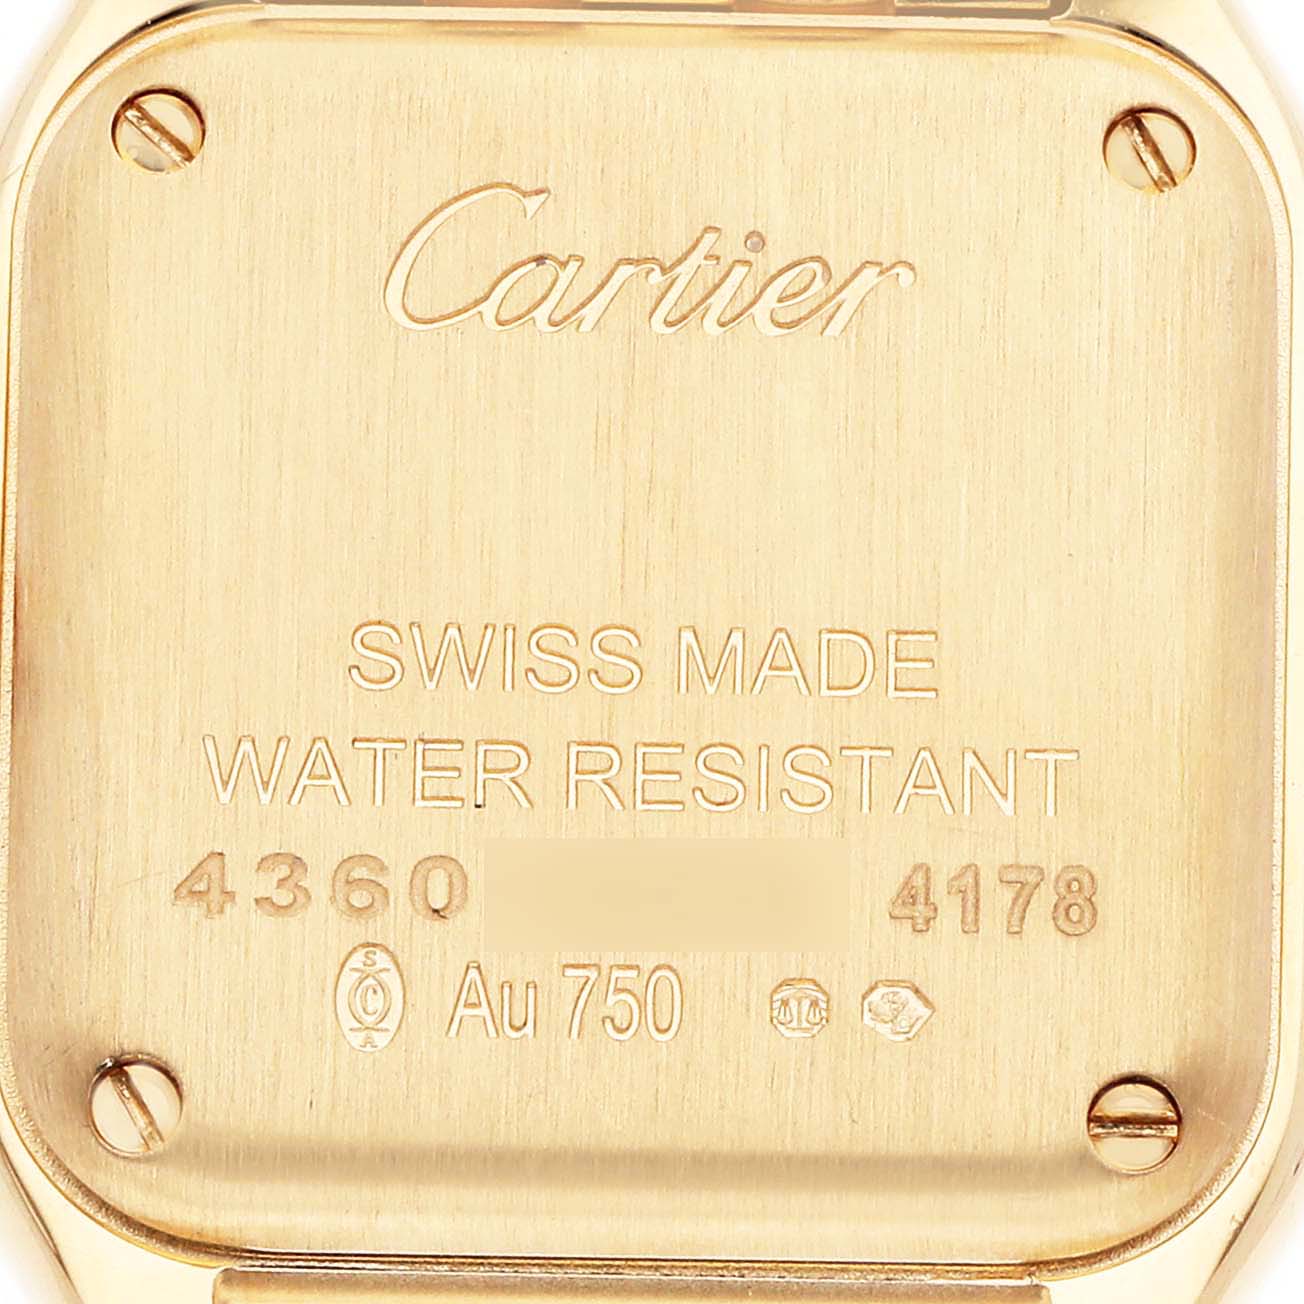 Cartier
SWISS MADE
WATER RESISTANT
4360 4178
S C A Au 750